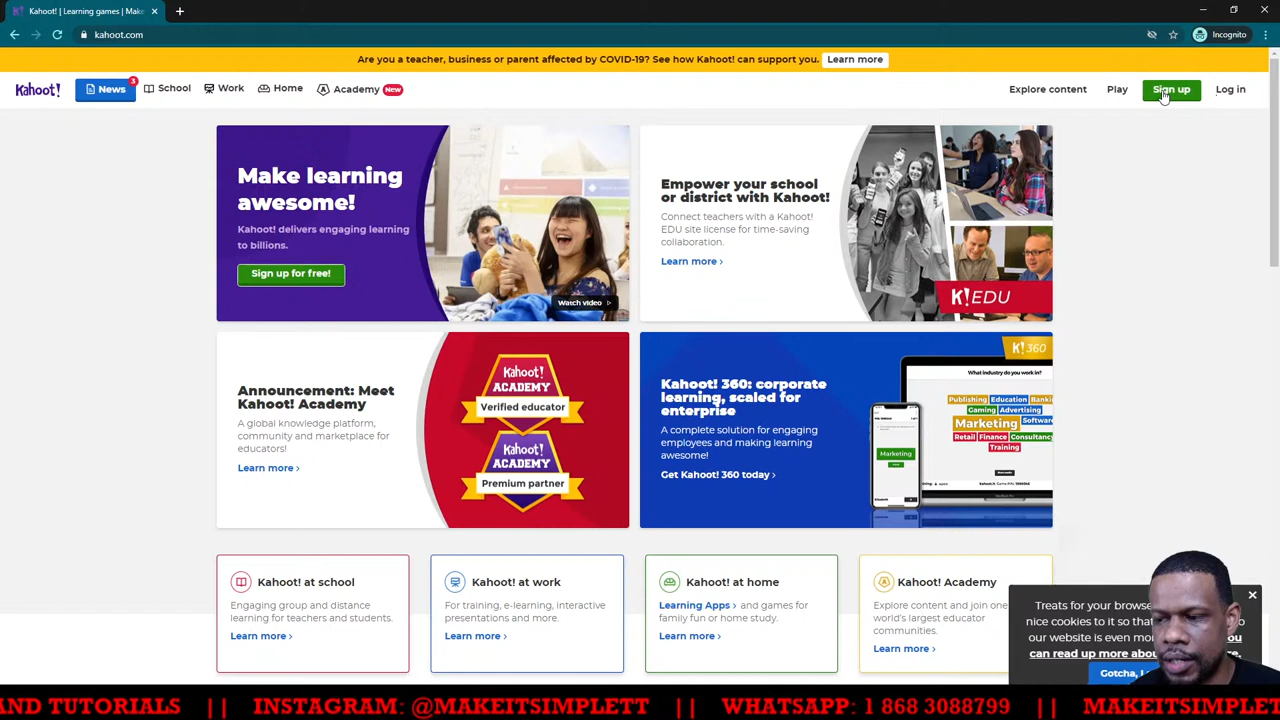 Kahoot! | Learning games | Make
kahoot.com
Incognito
Are you a teacher, business or parent affected by COVID-19? See how Kahoot! can support you. Learn more
Kahoot! News 3 School Work Home Academy New Explore content Play Sign up Log in
Make learning
awesome!
Kahoot! delivers engaging learning
to billions.
Sign up for free!
Watch video
Empower your school
or district with Kahoot!
Connect teachers with a Kahoot!
EDU site license for time-saving
collaboration.
Learn more ›
K!EDU
Announcement: Meet
Kahoot! Academy
A global knowledge platform,
community and marketplace for
educators!
Learn more ›
Kahoot!
ACADEMY
Verified educator
Kahoot!
ACADEMY
Premium partner
Kahoot! 360: corporate
learning, scaled for
enterprise
A complete solution for engaging
employees and making learning
awesome!
Get Kahoot! 360 today ›
K! 360
What industry do you work in?
Publishing Education Bankin
Gaming Advertising
Marketing Software
Retail Finance Consultancy
Training
Marketing
Kahoot! at school
Engaging group and distance
learning for teachers and students.
Learn more ›
Kahoot! at work
For training, e-learning, interactive
presentations and more.
Learn more ›
Kahoot! at home
Learning Apps › and games for
family fun or home study.
Learn more ›
Kahoot! Academy
Explore content and join one
world's largest educator
communities.
Learn more ›
Treats for your browse
nice cookies to it so that
our website is even mor
can read up more abou
Gotcha,
AND TUTORIALS || INSTAGRAM: @MAKEITSIMPLETT || WHATSAPP: 1 868 3088799 || MAKEITSIMPLET